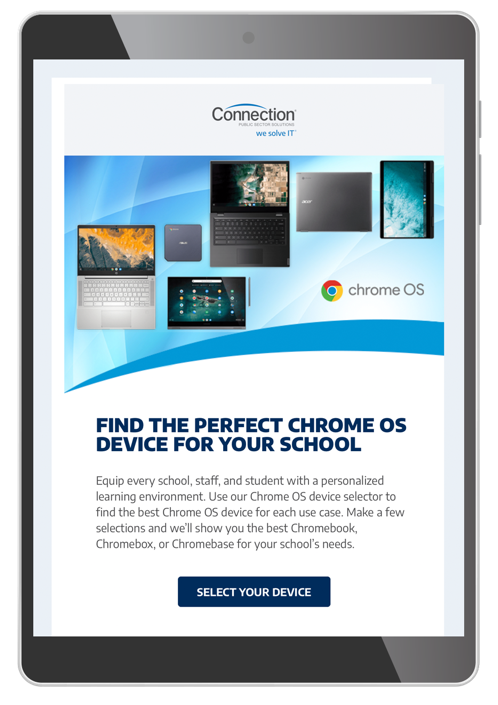 Connection®
PUBLIC SECTOR SOLUTIONS
we solve IT™
acer
chrome OS
FIND THE PERFECT CHROME OS
DEVICE FOR YOUR SCHOOL
Equip every school, staff, and student with a personalized
learning environment. Use our Chrome OS device selector to
find the best Chrome OS device for each use case. Make a few
selections and we'll show you the best Chromebook,
Chromebox, or Chromebase for your school's needs.
SELECT YOUR DEVICE